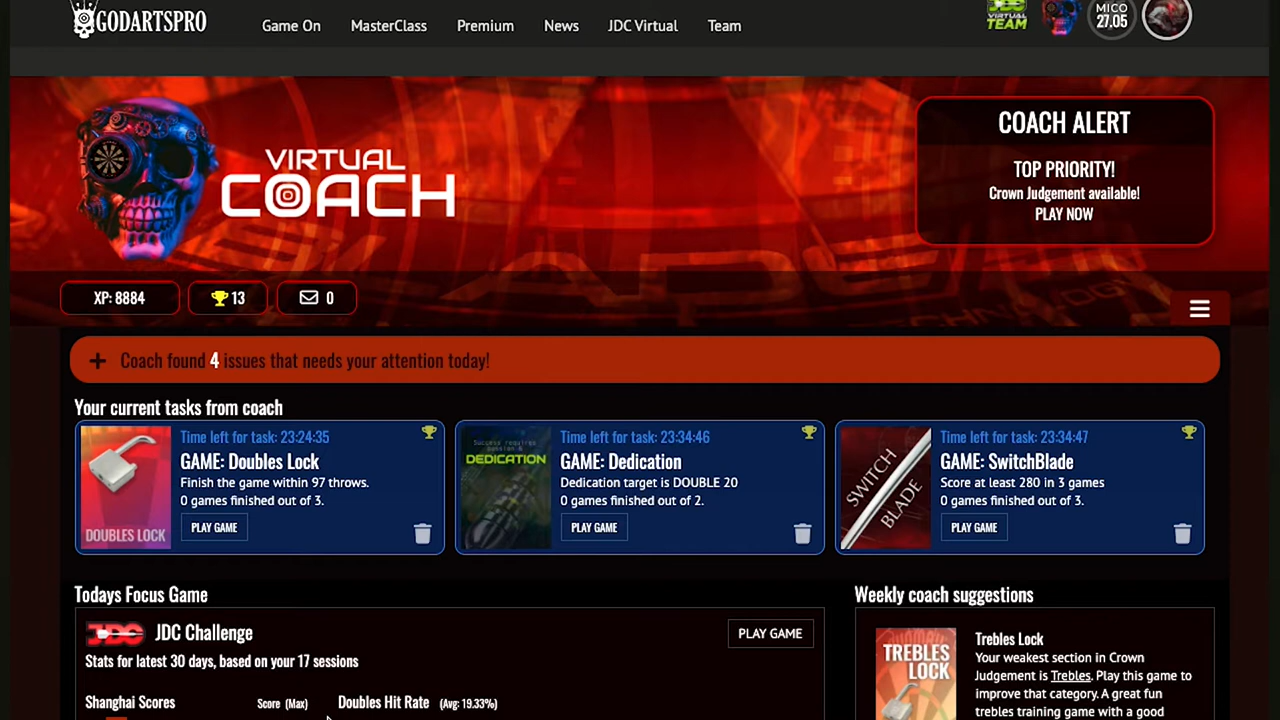 GODARTSPRO
Game On
MasterClass
Premium
News
JDC Virtual
Team
JDC
VIRTUAL
TEAM
MICO
27,05
VIRTUAL
COACH
COACH ALERT
TOP PRIORITY!
Crown Judgement available!
PLAY NOW
XP: 8884
13
0
Coach found 4 issues that needs your attention today!
Your current tasks from coach
DOUBLES LOCK
Time left for task: 23:24:35
GAME: Doubles Lock
Finish the game within 97 throws.
0 games finished out of 3.
PLAY GAME
Success requires
DEDICATION
Time left for task: 23:34:46
GAME: Dedication
Dedication target is DOUBLE 20
0 games finished out of 2.
PLAY GAME
SWITCH
BLADE
Time left for task: 23:34:47
GAME: SwitchBlade
Score at least 280 in 3 games
0 games finished out of 3.
PLAY GAME
Todays Focus Game
JDC JDC Challenge
PLAY GAME
Stats for latest 30 days, based on your 17 sessions
Shanghai Scores Score (Max) Doubles Hit Rate (Avg: 19.33%)
Weekly coach suggestions
TREBLES
LOCK
Trebles Lock
Your weakest section in Crown
Judgement is Trebles. Play this game to
improve that category. A great fun
trebles training game with a good